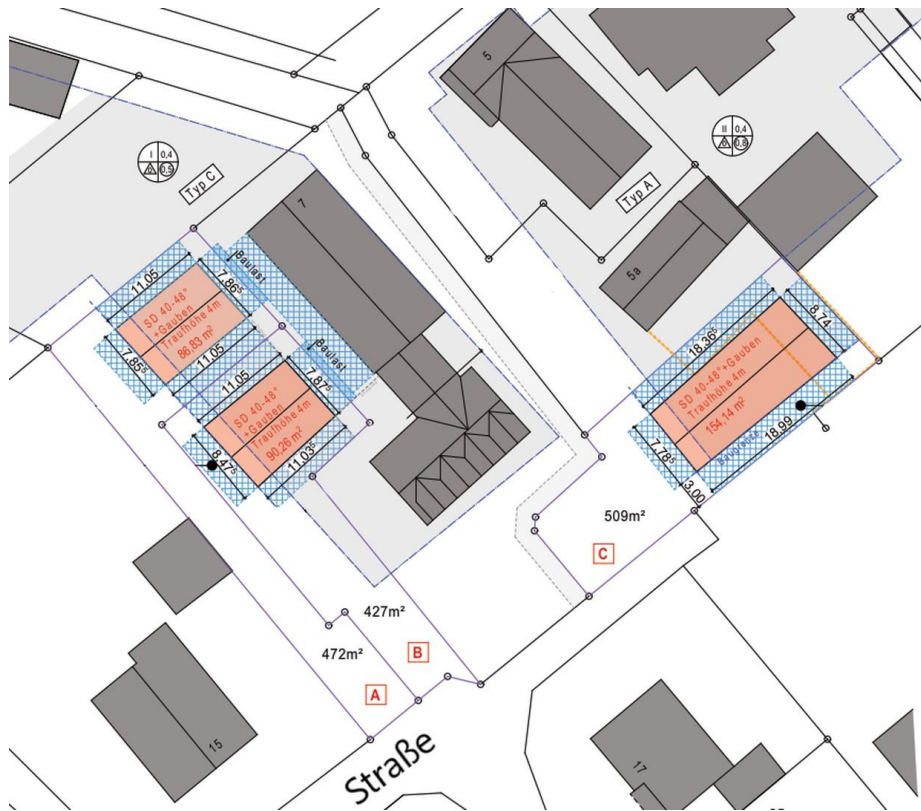 5
I 0,4
0,5
Typ C
II 0,4
0,8
Typ A
7
5a
11.05
7.86⁵
Baulast
SD 40-48°
+Gauben
Traufhöhe 4m
86.83 m²
7.85⁵
11.05
11.05
Baulast
7.87⁵
SD 40-48°
+Gauben
Traufhöhe 4m
90,26 m²
8.47⁵
11.03⁵
18.36⁵
8.74
SD 40-48°+Gauben
Traufhöhe 4m
154,14 m²
Baugrenze
18.99
7.78⁵
3.00
509m²
C
427m²
B
472m²
A
15
Straße
17